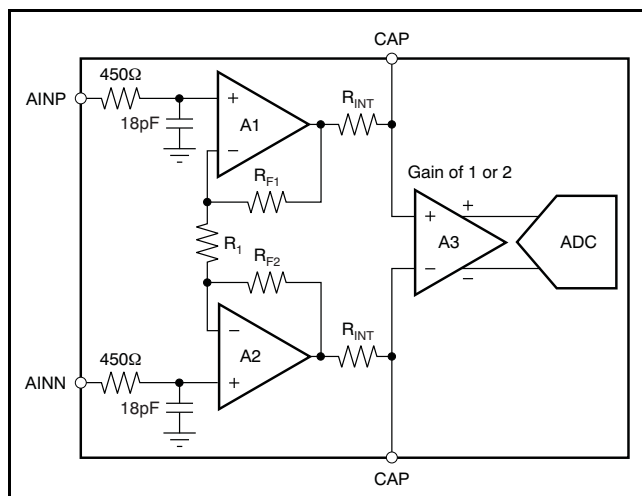 CAP
450Ω
AINP
18pF
+
A1
−
R_INT
R_F1
Gain of 1 or 2
+
+
A3
−
−
ADC
R_1
R_F2
−
A2
+
R_INT
450Ω
AINN
18pF
CAP